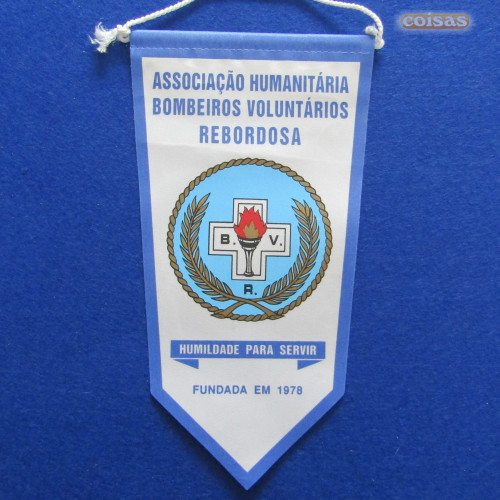 coisas
ASSOCIAÇÃO HUMANITÁRIA
BOMBEIROS VOLUNTÁRIOS
REBORDOSA
B. V.
R.
HUMILDADE PARA SERVIR
FUNDADA EM 1978